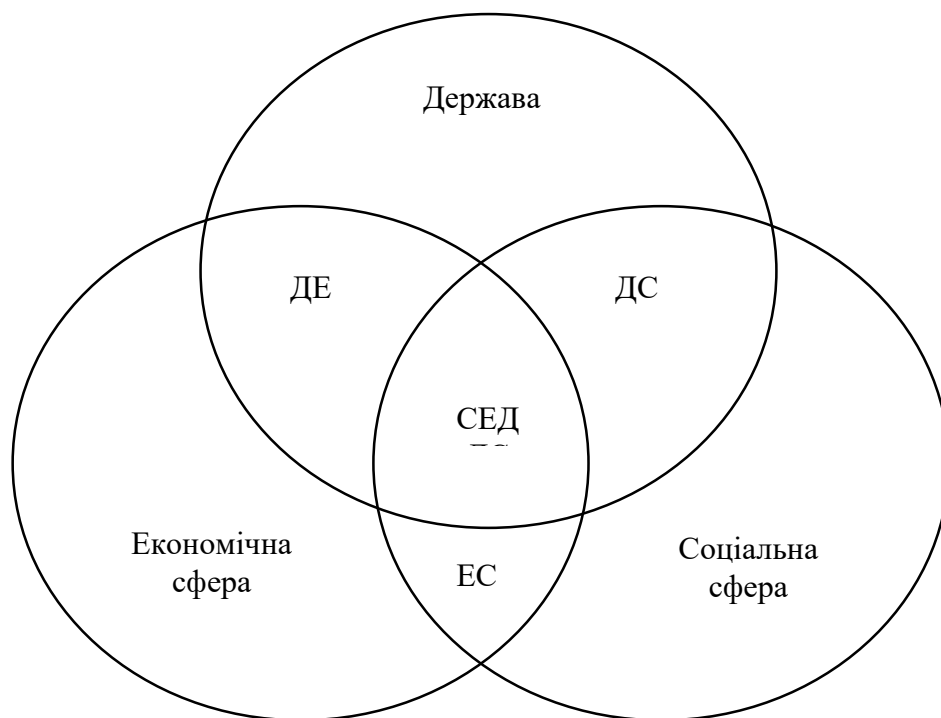 Держава
ДЕ
ДС
СЕД
Економічна
сфера
ЕС
Соціальна
сфера